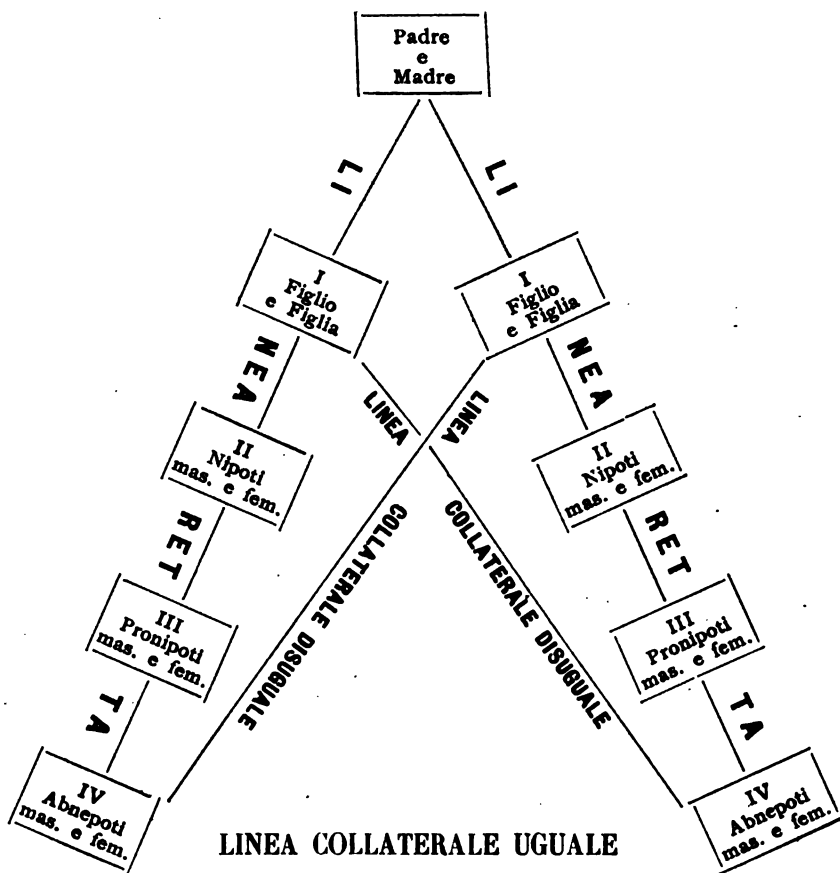 Padre
e
Madre
LI
LI
I
Figlio
e Figlia
I
Figlio
e Figlia
NEA
NEA
LINEA
LINEA
II
Nipoti
mas. e fem.
II
Nipoti
mas. e fem.
RET
RET
COLLATERALE DISUGUALE
COLLATERALE DISUGUALE
III
Pronipoti
mas. e fem.
III
Pronipoti
mas. e fem.
TA
TA
IV
Abnepoti
mas. e fem.
IV
Abnepoti
mas. e fem.
LINEA COLLATERALE UGUALE